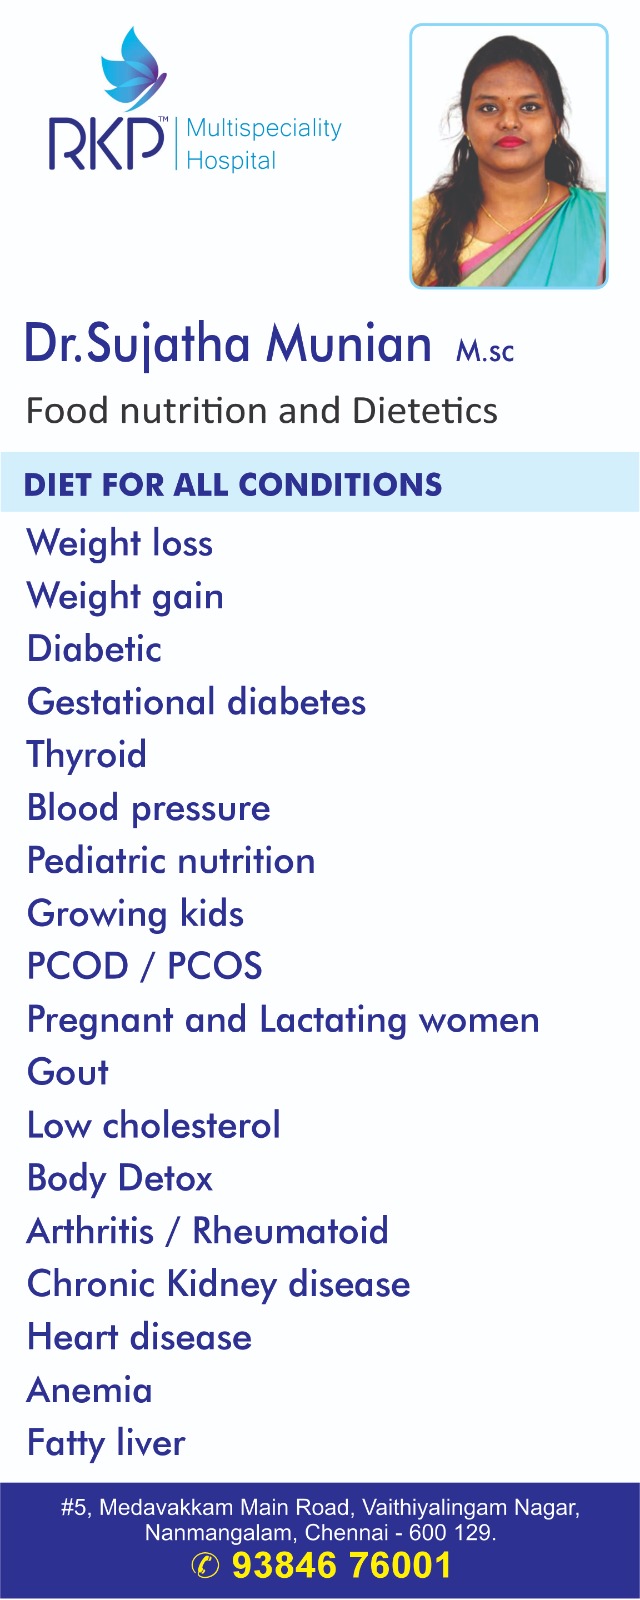 RKP™ Multispeciality
Hospital
Dr.Sujatha Munian M.sc
Food nutrition and Dietetics
DIET FOR ALL CONDITIONS
Weight loss
Weight gain
Diabetic
Gestational diabetes
Thyroid
Blood pressure
Pediatric nutrition
Growing kids
PCOD / PCOS
Pregnant and Lactating women
Gout
Low cholesterol
Body Detox
Arthritis / Rheumatoid
Chronic Kidney disease
Heart disease
Anemia
Fatty liver
#5, Medavakkam Main Road, Vaithiyalingam Nagar,
Nanmangalam, Chennai - 600 129.
✆ 93846 76001